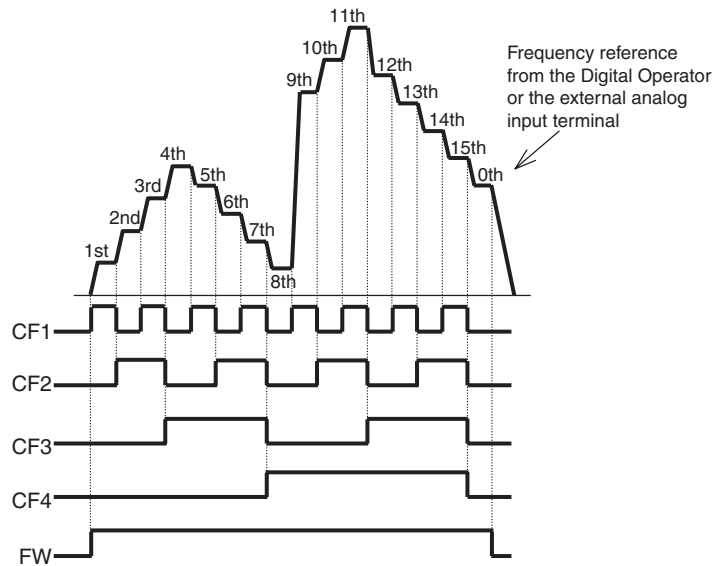 11th
10th
9th
12th
13th
14th
15th
0th
Frequency reference
from the Digital Operator
or the external analog
input terminal
4th
3rd
5th
2nd
6th
7th
1st
8th
CF1
CF2
CF3
CF4
FW